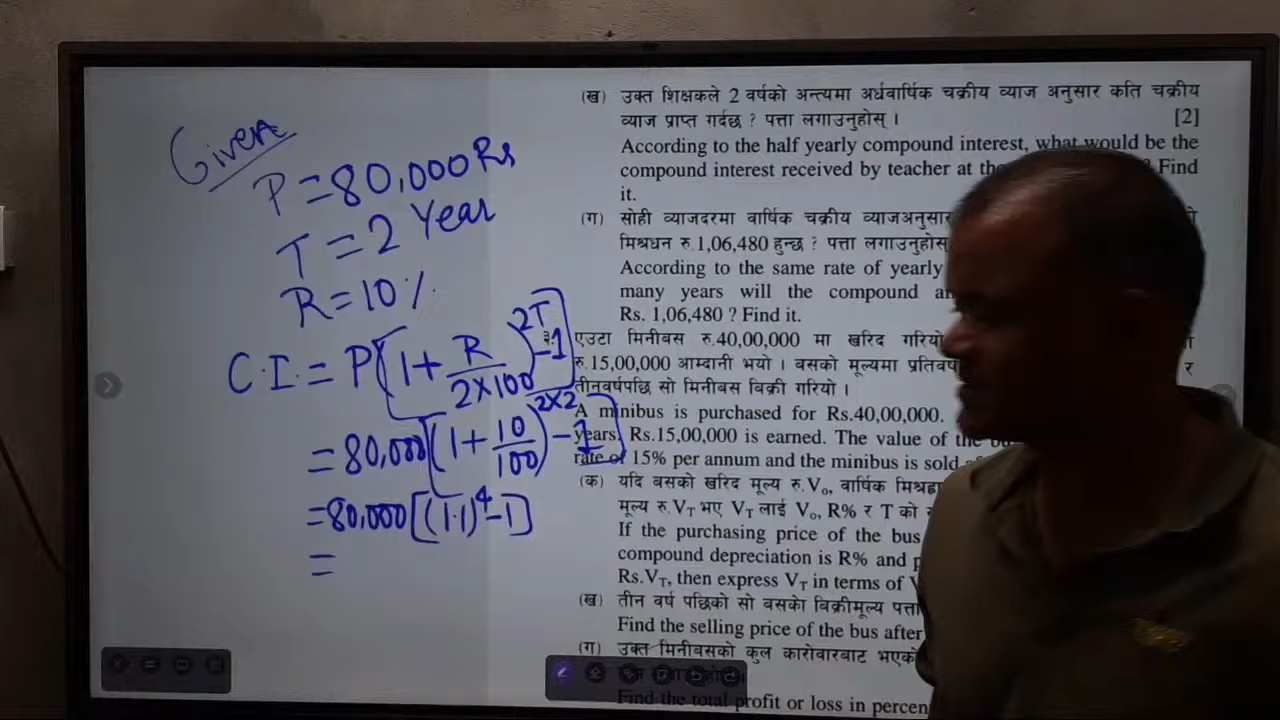 Given
P = 80,000 Rs
T = 2 Year
R = 10%
C.I. = P[(1 + R/2×100)^2T - 1]
= 80,000[(1 + 10/100)^2×2 - 1]
= 80,000[(1.1)^4 - 1]
=
(ख) उक्त शिक्षकले 2 वर्षको अन्त्यमा अर्धवार्षिक चक्रीय व्याज अनुसार कति चक्रीय
व्याज प्राप्त गर्दछ ? पत्ता लगाउनुहोस् । [2]
According to the half yearly compound interest, what would be the
compound interest received by teacher at the ? Find
it.
(ग) सोही व्याजदरमा वार्षिक चक्रीय व्याजअनुसार
मिश्रधन रु.1,06,480 हुन्छ ? पत्ता लगाउनुहोस्
According to the same rate of yearly
many years will the compound
Rs. 1,06,480 ? Find it.
३. एउटा मिनीबस रु.40,00,000 मा खरिद गरियो
रु.15,00,000 आम्दानी भयो । बसको मूल्यमा प्रतिवर्ष र
तीनवर्षपछि सो मिनीबस बिक्री गरियो ।
A minibus is purchased for Rs.40,00,000.
years, Rs.15,00,000 is earned. The value of the
rate of 15% per annum and the minibus is sold
(क) यदि बसको खरिद मूल्य रु.V₀, वार्षिक मिश्रह्रा
मूल्य रु.V_T भए V_T लाई V₀, R% र T को
If the purchasing price of the bus
compound depreciation is R% and
Rs.V_T, then express V_T in terms of
(ख) तीन वर्ष पछिको सो बसको बिक्रीमूल्य पत्ता
Find the selling price of the bus after
(ग) उक्त मिनीबसको कुल कारोवारबाट भएको
Find the total profit or loss in percen